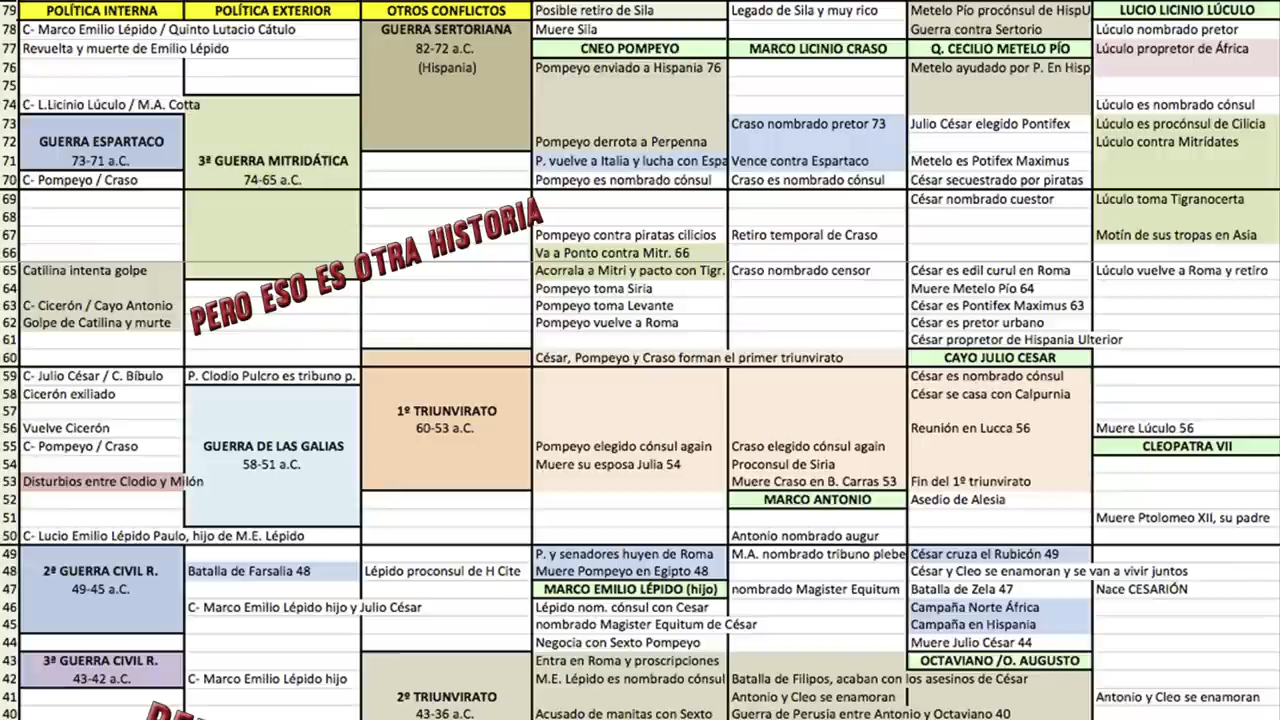 79 POLÍTICA INTERNA POLÍTICA EXTERIOR OTROS CONFLICTOS Posible retiro de Sila Legado de Sila y muy rico Metelo Pío procónsul de HispU LUCIO LICINIO LÚCULO
78 C- Marco Emilio Lépido / Quinto Lutacio Cátulo GUERRA SERTORIANA Muere Sila Guerra contra Sertorio Lúculo nombrado pretor
77 Revuelta y muerte de Emilio Lépido 82-72 a.C. CNEO POMPEYO MARCO LICINIO CRASO Q. CECILIO METELO PÍO Lúculo propretor de África
76 (Hispania) Pompeyo enviado a Hispania 76 Metelo ayudado por P. En Hisp
75
74 C- L.Licinio Lúculo / M.A. Cotta Lúculo es nombrado cónsul
73 GUERRA ESPARTACO Craso nombrado pretor 73 Julio César elegido Pontifex Lúculo es procónsul de Cilicia
72 Pompeyo derrota a Perpenna Lúculo contra Mitrídates
71 73-71 a.C. 3ª GUERRA MITRIDÁTICA P. vuelve a Italia y lucha con Espa Vence contra Espartaco Metelo es Potifex Maximus
70 C- Pompeyo / Craso 74-65 a.C. Pompeyo es nombrado cónsul Craso es nombrado cónsul César secuestrado por piratas
69 César nombrado cuestor Lúculo toma Tigranocerta
68
67 Pompeyo contra piratas cilicios Retiro temporal de Craso Motín de sus tropas en Asia
66 Va a Ponto contra Mitr. 66
PERO ESO ES OTRA HISTORIA
65 Catilina intenta golpe Acorrala a Mitri y pacto con Tigr. Craso nombrado censor César es edil curul en Roma Lúculo vuelve a Roma y retiro
64 Pompeyo toma Siria Muere Metelo Pío 64
63 C- Cicerón / Cayo Antonio Pompeyo toma Levante César es Pontifex Maximus 63
62 Golpe de Catilina y murte Pompeyo vuelve a Roma César es pretor urbano
61 César propretor de Hispania Ulterior
60 César, Pompeyo y Craso forman el primer triunvirato CAYO JULIO CESAR
59 C- Julio César / C. Bíbulo P. Clodio Pulcro es tribuno p. César es nombrado cónsul
58 Cicerón exiliado César se casa con Calpurnia
57 1º TRIUNVIRATO
56 Vuelve Cicerón 60-53 a.C. Reunión en Lucca 56 Muere Lúculo 56
55 C- Pompeyo / Craso GUERRA DE LAS GALIAS Pompeyo elegido cónsul again Craso elegido cónsul again CLEOPATRA VII
54 58-51 a.C. Muere su esposa Julia 54 Proconsul de Siria
53 Disturbios entre Clodio y Milón Muere Craso en B. Carras 53 Fin del 1º triunvirato
52 MARCO ANTONIO Asedio de Alesia
51 Muere Ptolomeo XII, su padre
50 C- Lucio Emilio Lépido Paulo, hijo de M.E. Lépido Antonio nombrado augur
49 P. y senadores huyen de Roma M.A. nombrado tribuno plebe César cruza el Rubicón 49
48 2ª GUERRA CIVIL R. Batalla de Farsalia 48 Lépido proconsul de H Cite Muere Pompeyo en Egipto 48 César y Cleo se enamoran y se van a vivir juntos
47 49-45 a.C. MARCO EMILIO LÉPIDO (hijo) nombrado Magister Equitum Batalla de Zela 47 Nace CESARIÓN
46 C- Marco Emilio Lépido hijo y Julio César Lépido nom. cónsul con Cesar Campaña Norte África
45 nombrado Magister Equitum de César Campaña en Hispania
44 Negocia con Sexto Pompeyo Muere Julio César 44
43 3ª GUERRA CIVIL R. Entra en Roma y proscripciones OCTAVIANO /O. AUGUSTO
42 43-42 a.C. C- Marco Emilio Lépido hijo M.E. Lépido es nombrado cónsul Batalla de Filipos, acaban con los asesinos de César
41 2º TRIUNVIRATO Antonio y Cleo se enamoran Antonio y Cleo se enamoran
40 43-36 a.C. Acusado de manitas con Sexto Guerra de Perusia entre Antonio y Octaviano 40